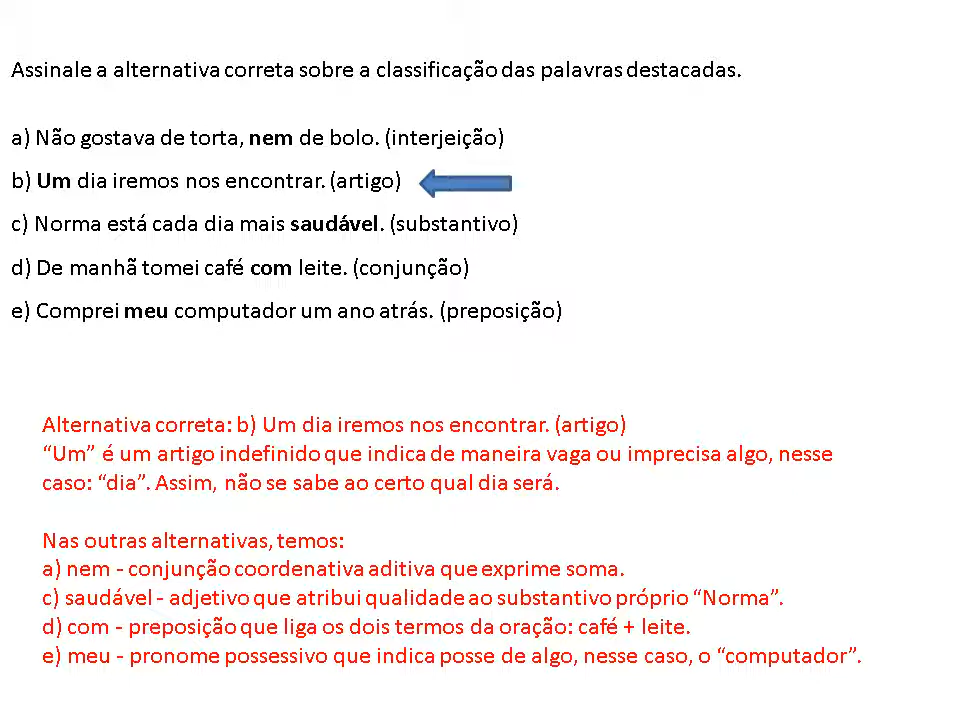 Assinale a alternativa correta sobre a classificação das palavras destacadas.
a) Não gostava de torta, nem de bolo. (interjeição)
b) Um dia iremos nos encontrar. (artigo)
c) Norma está cada dia mais saudável. (substantivo)
d) De manhã tomei café com leite. (conjunção)
e) Comprei meu computador um ano atrás. (preposição)
Alternativa correta: b) Um dia iremos nos encontrar. (artigo)
“Um” é um artigo indefinido que indica de maneira vaga ou imprecisa algo, nesse
caso: “dia”. Assim, não se sabe ao certo qual dia será.
Nas outras alternativas, temos:
a) nem - conjunção coordenativa aditiva que exprime soma.
c) saudável - adjetivo que atribui qualidade ao substantivo próprio “Norma”.
d) com - preposição que liga os dois termos da oração: café + leite.
e) meu - pronome possessivo que indica posse de algo, nesse caso, o “computador”.